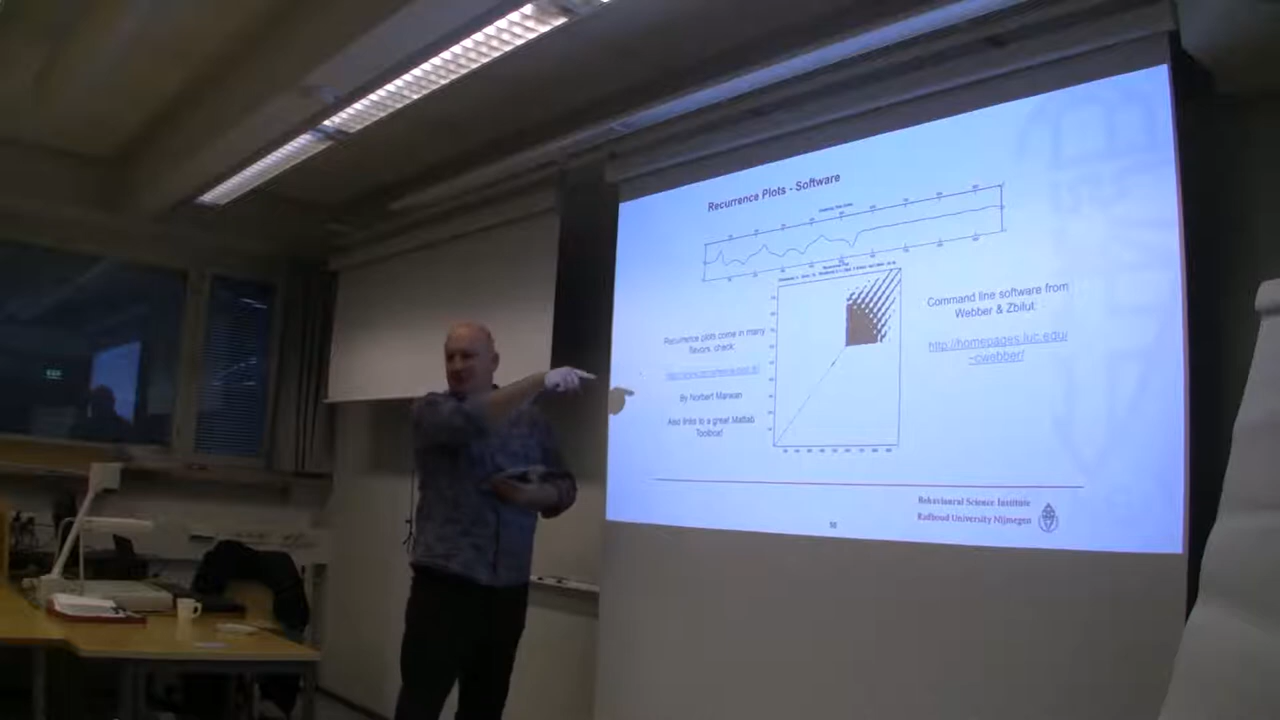 Recurrence Plots - Software
Recurrence plots come in many
flavors, check:
By Norbert Marwan
Also links to a great Matlab
Toolbox!
Command line software from
Webber & Zbilut:
http://homepages.luc.edu/
~cwebber/
Behavioural Science Institute
Radboud University Nijmegen